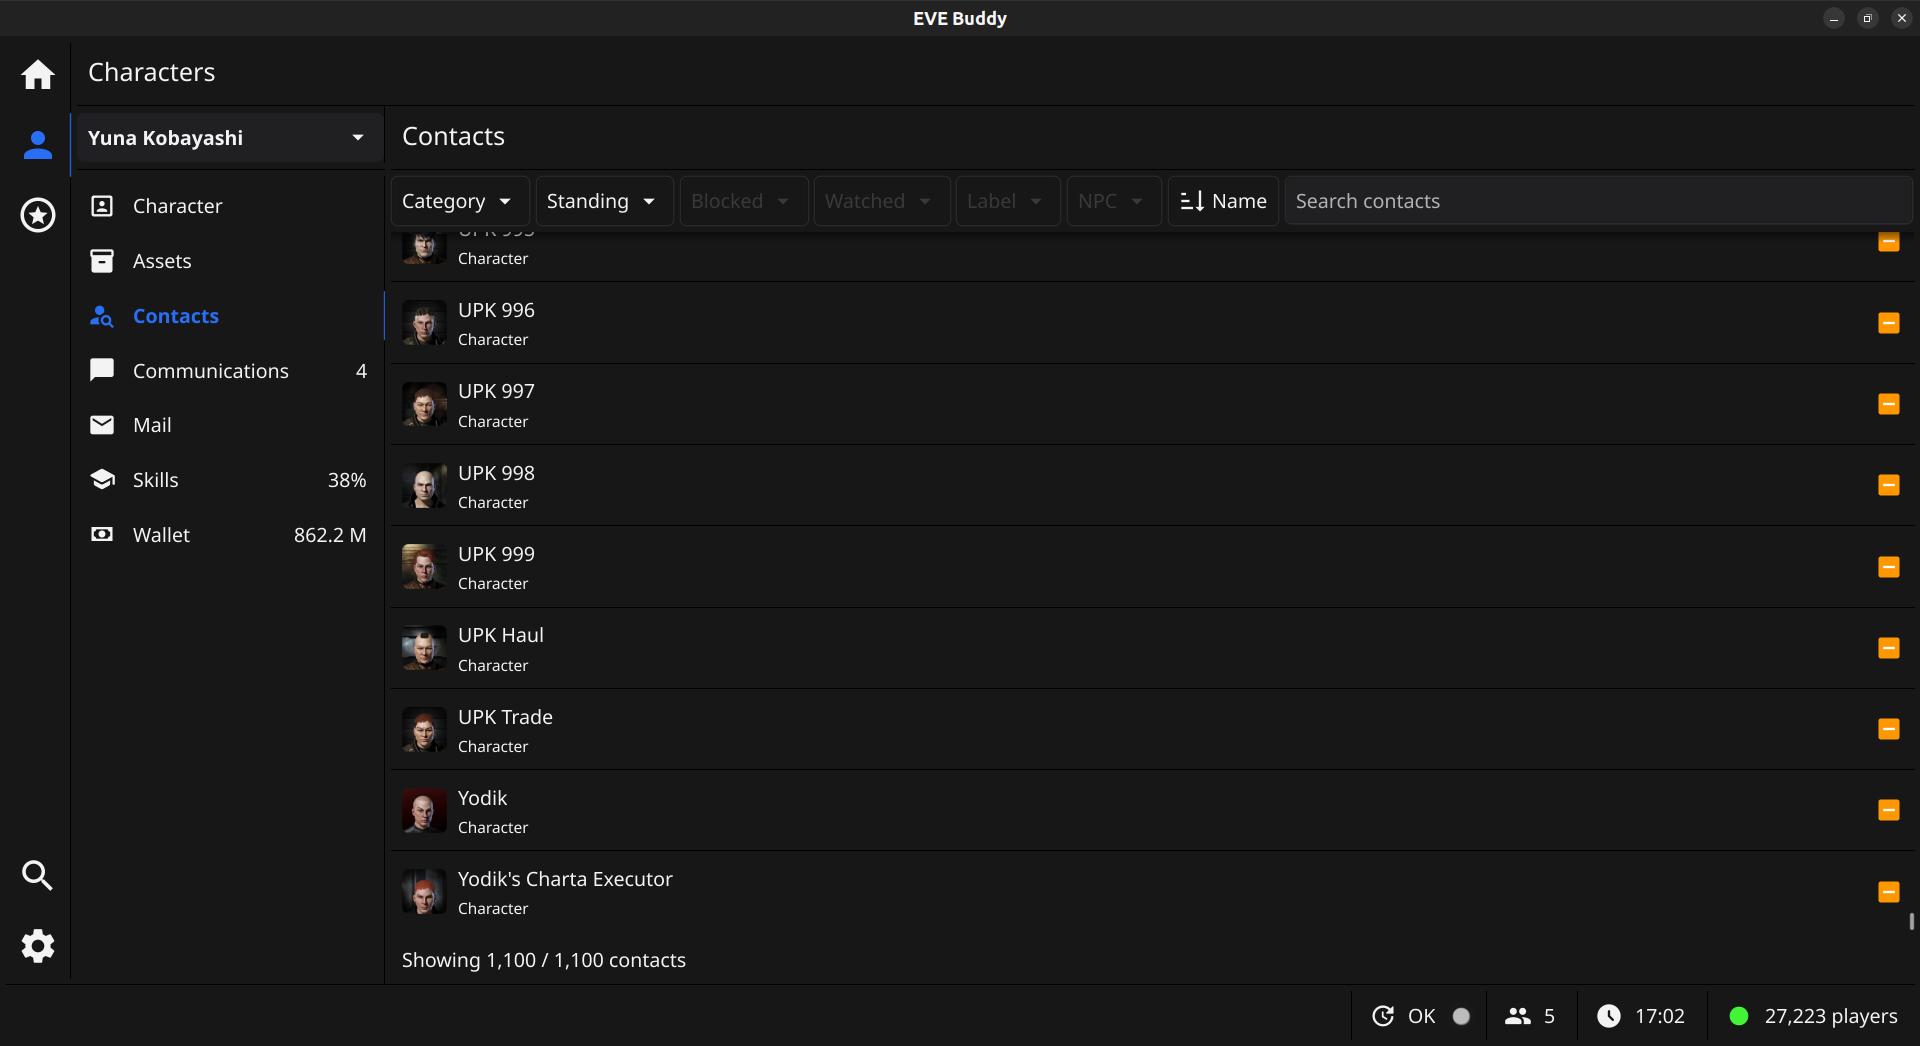 EVE Buddy
Characters
Yuna Kobayashi
Character
Assets
Contacts
Communications 4
Mail
Skills 38%
Wallet 862.2 M
Contacts
Category Standing Blocked Watched Label NPC Name Search contacts
Character
UPK 996
Character
UPK 997
Character
UPK 998
Character
UPK 999
Character
UPK Haul
Character
UPK Trade
Character
Yodik
Character
Yodik's Charta Executor
Character
Showing 1,100 / 1,100 contacts
OK 5 17:02 27,223 players